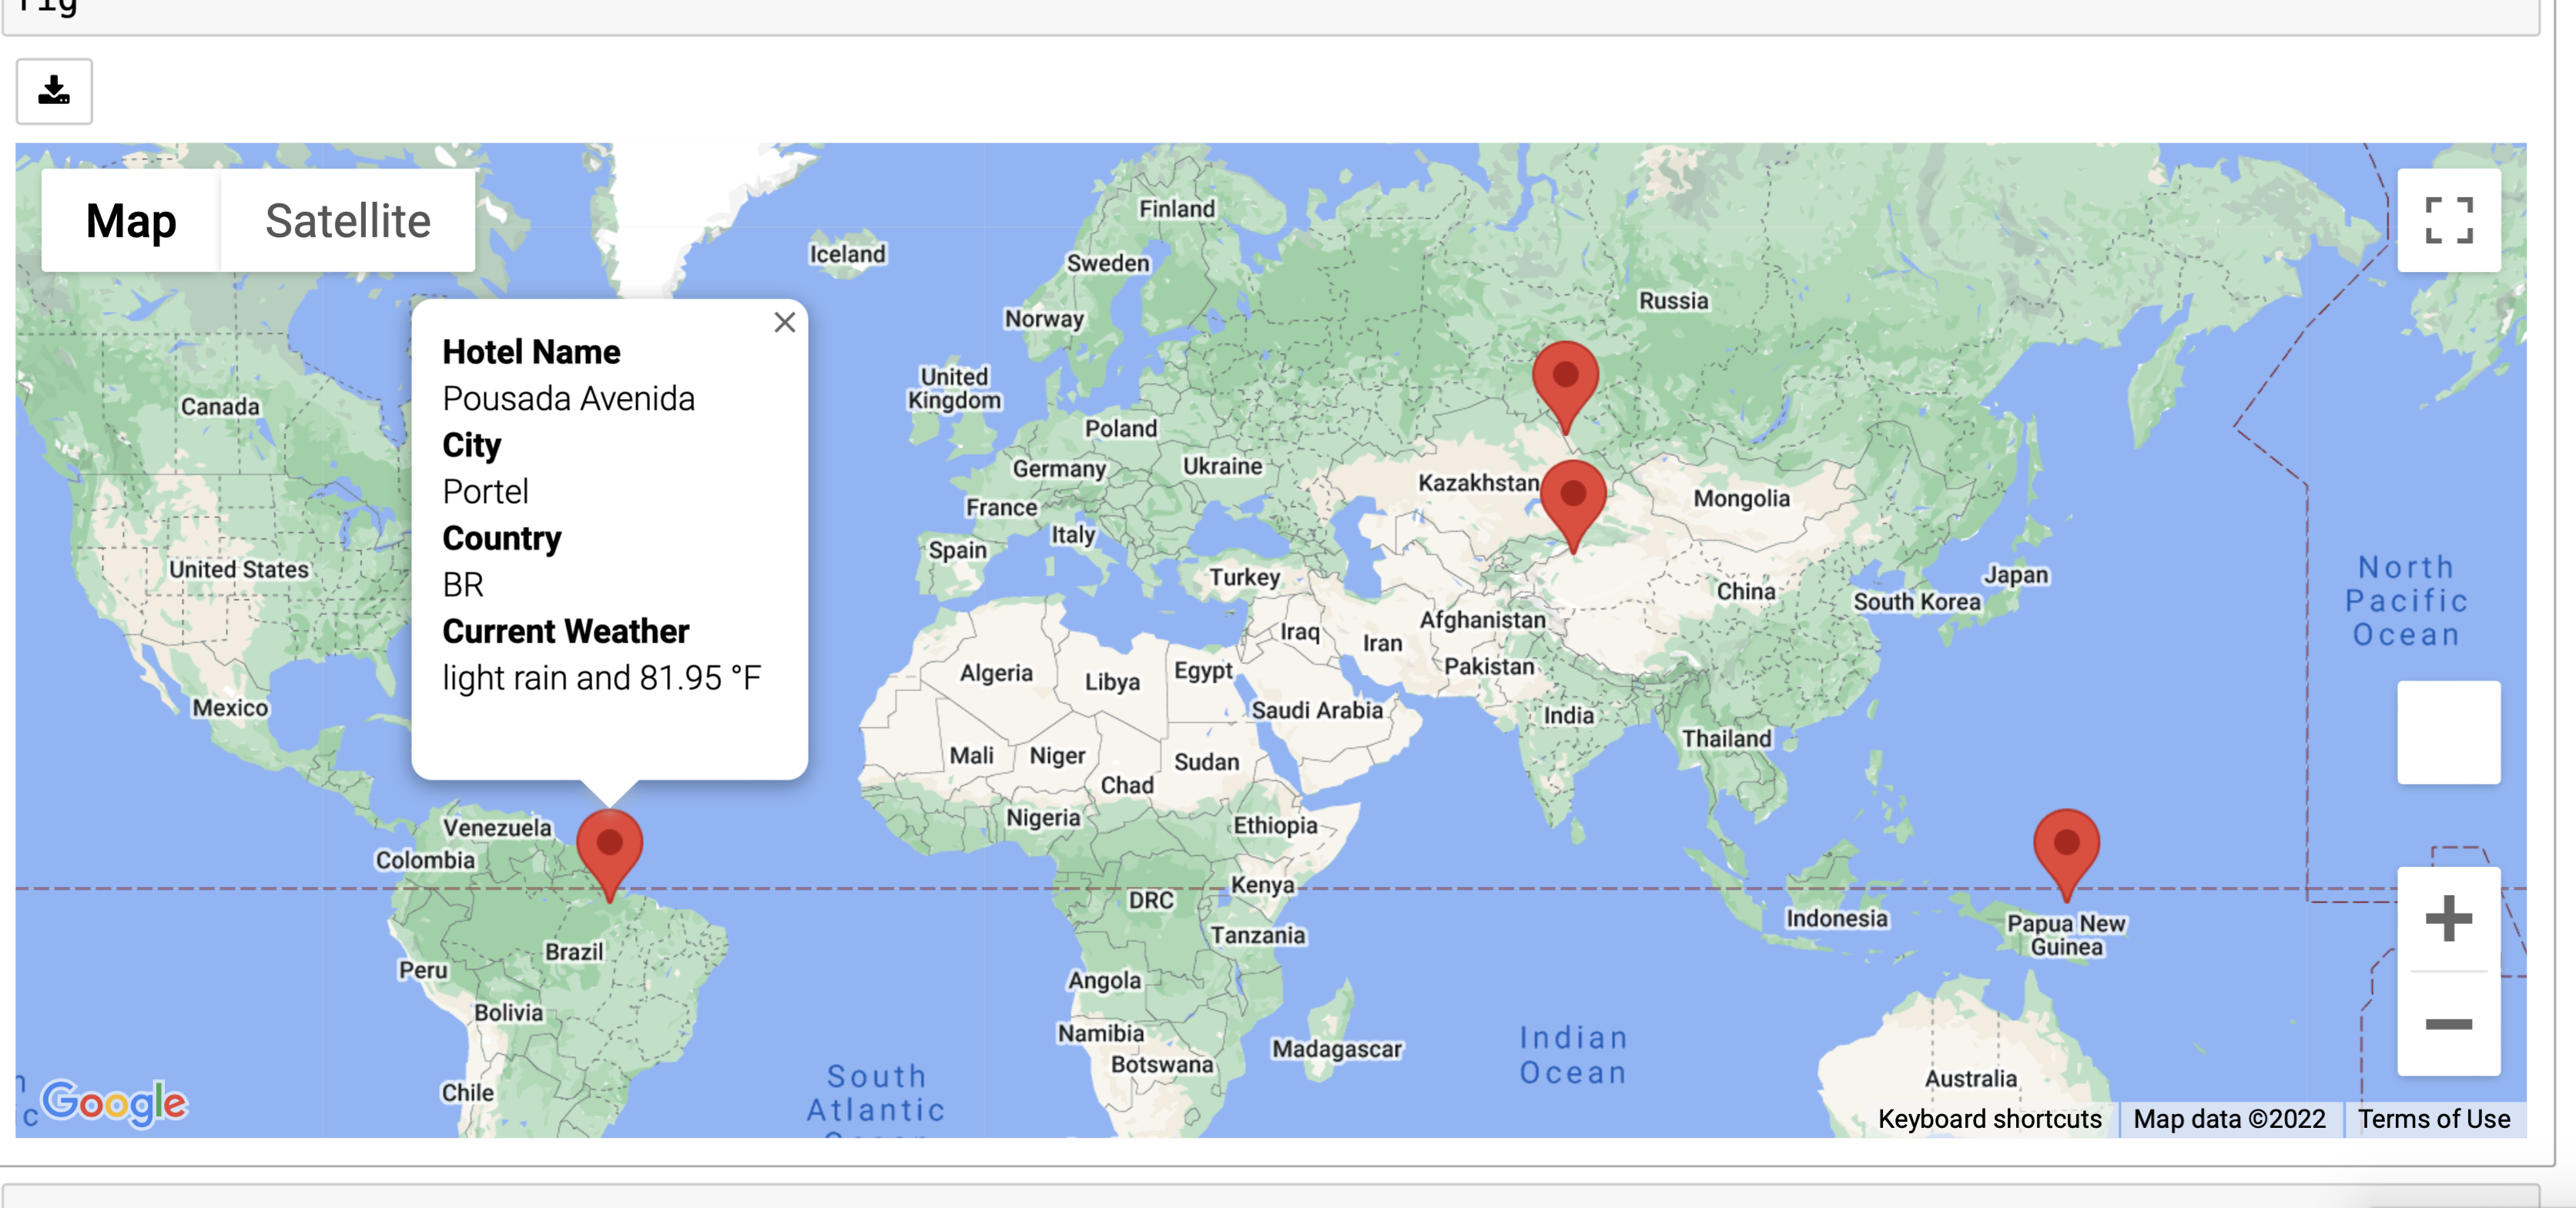 fig
Map
Satellite
Finland
Iceland
Sweden
Russia
Norway
Hotel Name
Pousada Avenida
City
Portel
Country
BR
Current Weather
light rain and 81.95 °F
United
Kingdom
Canada
Poland
Germany
Ukraine
Kazakhstan
Mongolia
France
Italy
Spain
United States
Turkey
Japan
China
South Korea
North
Pacific
Ocean
Afghanistan
Iraq
Iran
Pakistan
Algeria
Libya
Egypt
Mexico
Saudi Arabia
India
Thailand
Mali
Niger
Sudan
Chad
Nigeria
Ethiopia
Venezuela
Colombia
Kenya
DRC
Indonesia
Papua New
Guinea
Tanzania
Brazil
Peru
Angola
Bolivia
Namibia
Botswana
Madagascar
Indian
Ocean
South
Atlantic
Ocean
Chile
Australia
Google
Keyboard shortcuts
Map data ©2022
Terms of Use